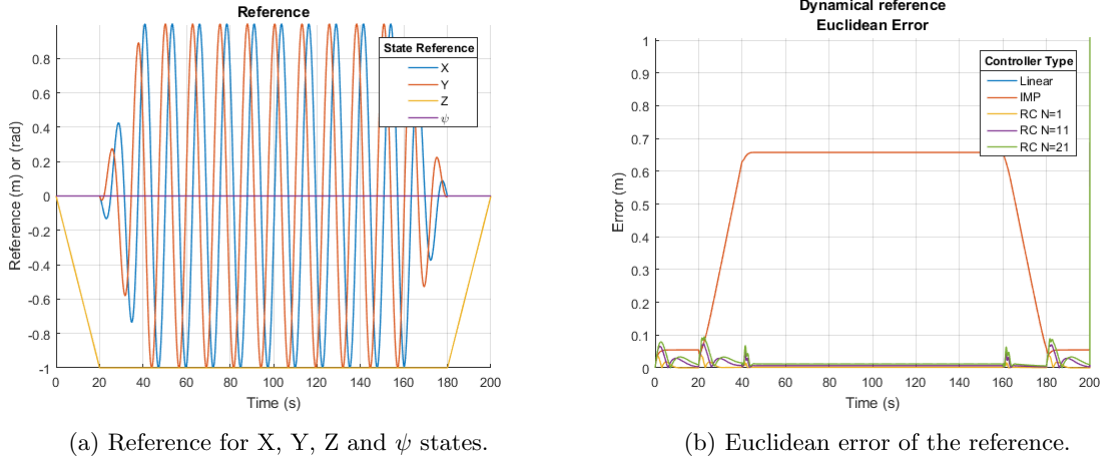 Reference
Reference (m) or (rad)
0.8
0.6
0.4
0.2
0
-0.2
-0.4
-0.6
-0.8
-1
State Reference
X
Y
Z
ψ
0 20 40 60 80 100 120 140 160 180 200
Time (s)
(a) Reference for X, Y, Z and ψ states.
Dynamical reference
Euclidean Error
Error (m)
1
0.9
0.8
0.7
0.6
0.5
0.4
0.3
0.2
0.1
0
Controller Type
Linear
IMP
RC N=1
RC N=11
RC N=21
0 20 40 60 80 100 120 140 160 180 200
Time (s)
(b) Euclidean error of the reference.